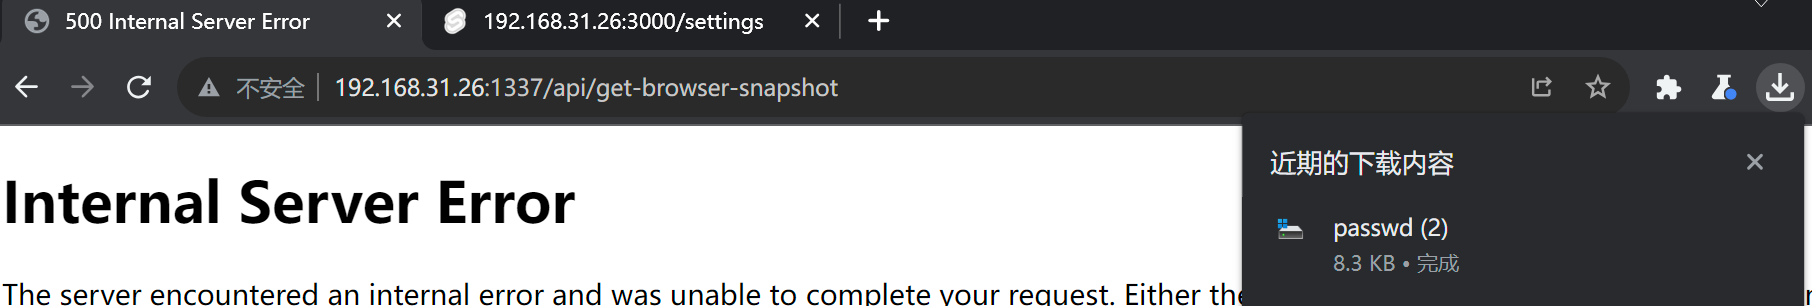 500 Internal Server Error
192.168.31.26:3000/settings
不安全
192.168.31.26:1337/api/get-browser-snapshot
近期的下载内容
Internal Server Error
passwd (2)
8.3 KB • 完成
The server encountered an internal error and was unable to complete your request. Either the